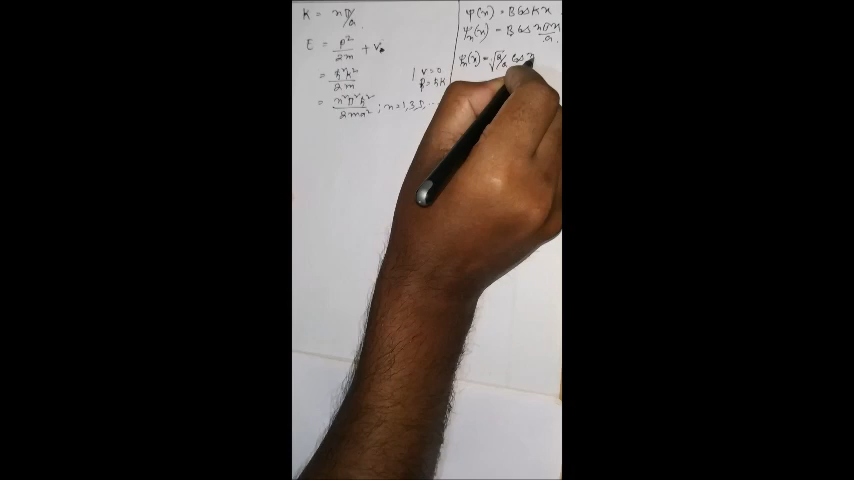 K = nπ/a
E = p²/2m + V.
= ħ²k²/2m | V=0
p=ħK
= n²π²ħ²/2ma² ; n=1,3,5, ...
ψ(x) = B Cos Kx
ψₙ(x) = B Cos nπx/a.
ψₙ(x) = √2/a Cos n